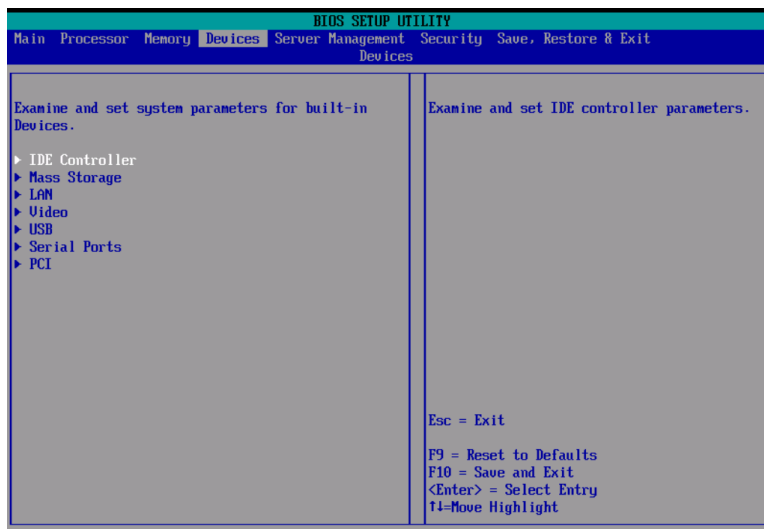 BIOS SETUP UTILITY
Main Processor Memory Devices Server Management Security Save, Restore & Exit
Devices
Examine and set system parameters for built-in
Devices.
► IDE Controller
► Mass Storage
► LAN
► Video
► USB
► Serial Ports
► PCI
Examine and set IDE controller parameters.
Esc = Exit
F9 = Reset to Defaults
F10 = Save and Exit
<Enter> = Select Entry
↑↓=Move Highlight